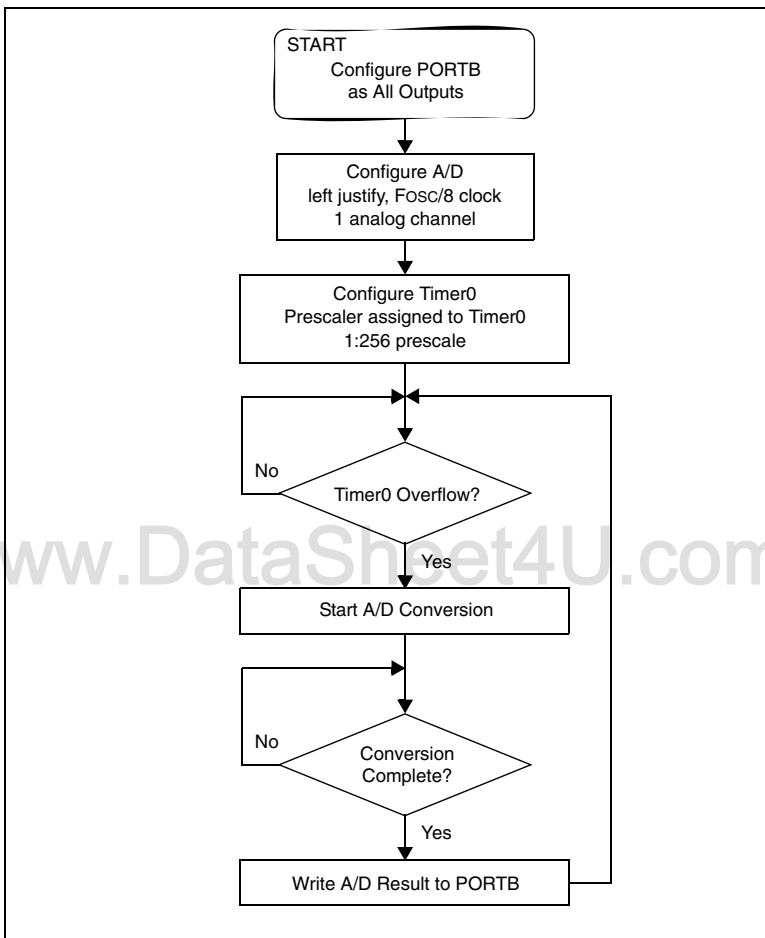 START
Configure PORTB
as All Outputs
Configure A/D
left justify, FOSC/8 clock
1 analog channel
Configure Timer0
Prescaler assigned to Timer0
1:256 prescale
No
Timer0 Overflow?
Yes
ww.DataSheet4U.com
Start A/D Conversion
No
Conversion
Complete?
Yes
Write A/D Result to PORTB